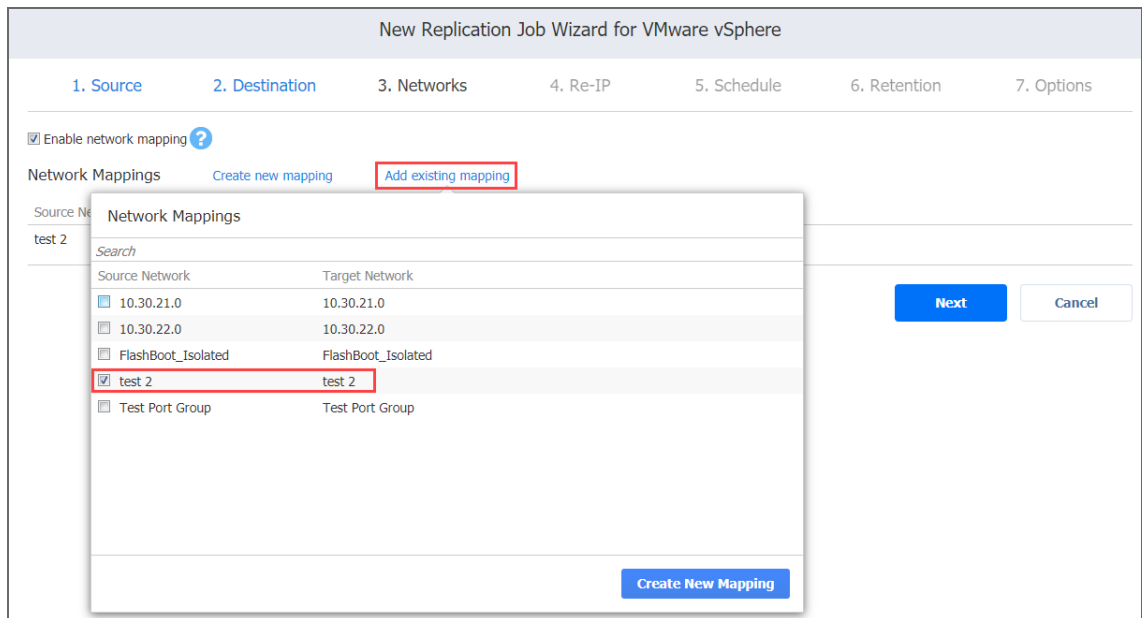 New Replication Job Wizard for VMware vSphere
1. Source 2. Destination 3. Networks 4. Re-IP 5. Schedule 6. Retention 7. Options
Enable network mapping ?
Network Mappings Create new mapping Add existing mapping
Source Ne
test 2
Network Mappings
Search
Source Network Target Network
10.30.21.0 10.30.21.0
10.30.22.0 10.30.22.0
FlashBoot_Isolated FlashBoot_Isolated
test 2 test 2
Test Port Group Test Port Group
Create New Mapping
Next Cancel